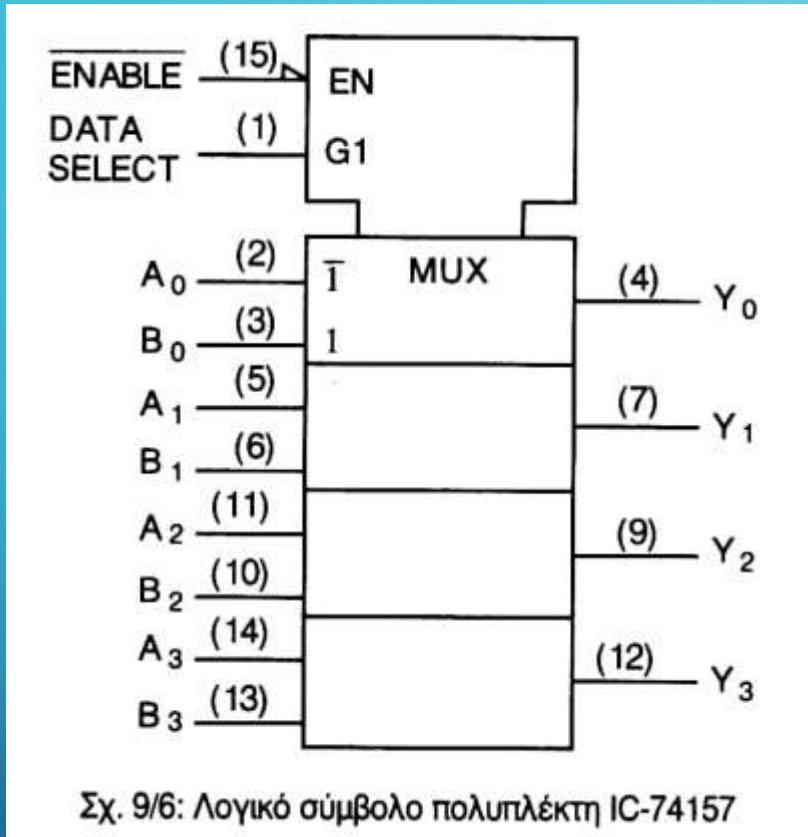 ENABLE (15) EN
DATA SELECT (1) G1
MUX
A0 (2) 1̅
(4) Y0
B0 (3) 1
A1 (5)
(7) Y1
B1 (6)
A2 (11)
(9) Y2
B2 (10)
A3 (14)
(12) Y3
B3 (13)
Σχ. 9/6: Λογικό σύμβολο πολυπλέκτη IC-74157